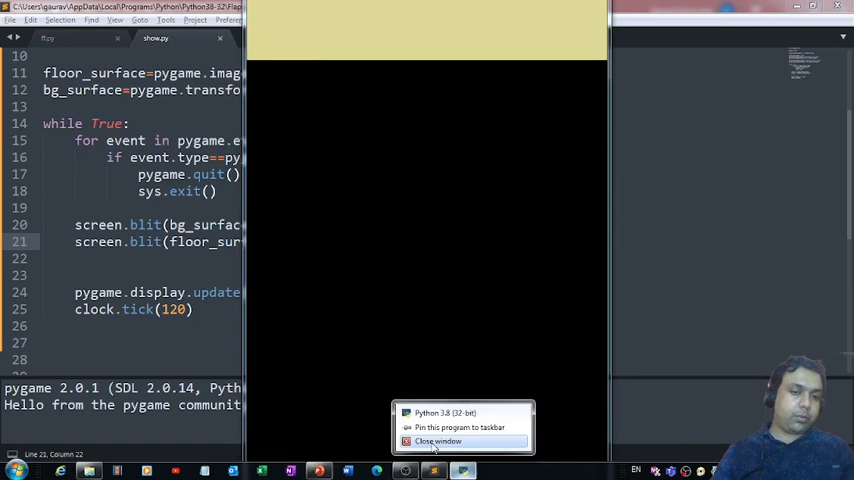 C:\Users\gaurav\AppData\Local\Programs\Python\Python38-32\Flap
File Edit Selection Find View Goto Tools Project Preference
ff.py
show.py
10
11 floor_surface=pygame.imag
12 bg_surface=pygame.transfo
13
14 while True:
15 for event in pygame.e
16 if event.type==py
17 pygame.quit()
18 sys.exit()
19
20 screen.blit(bg_surfac
21 screen.blit(floor_sur
22
23
24 pygame.display.update
25 clock.tick(120)
26
27
28
pygame 2.0.1 (SDL 2.0.14, Pyth
Hello from the pygame communit
Python 3.8 (32-bit)
Pin this program to taskbar
Close window
Line 21, Column 22
EN